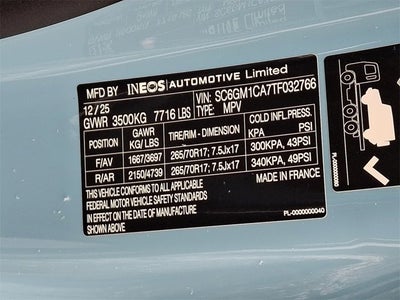 MFD BY INEOS AUTOMOTIVE Limited
12/25 VIN: SC6GM1CA7TF032766
GVWR 3500KG 7716 LBS TYPE: MPV
POSITION GAWR KG/LBS TIRE/RIM - DIMENSION COLD INFL. PRESS. KPA PSI
F/AV 1667/3697 265/70R17; 7.5Jx17 300KPA, 43PSI
R/AR 2150/4739 265/70R17; 7.5Jx17 340KPA, 49PSI
THIS VEHICLE CONFORMS TO ALL APPLICABLE MADE IN FRANCE
FEDERAL MOTOR VEHICLE SAFETY STANDARDS
IN EFFECT ON THE DATE OF MANUFACTURE
SHOWN ABOVE PL-0000000040